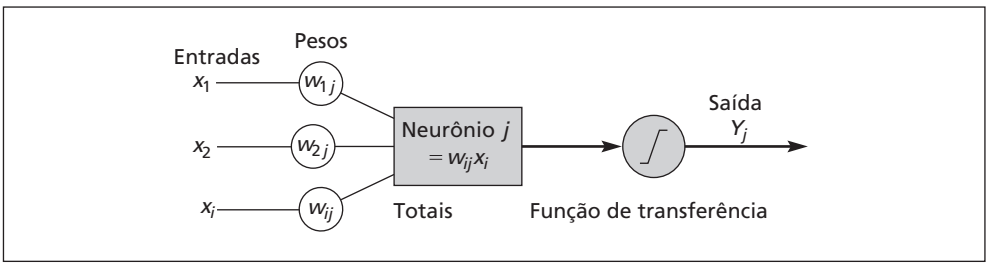 Pesos
Entradas
x1 w1j
Neurônio j
= wijxi
x2 w2j
Saída
Yj
xi wij
Totais
Função de transferência